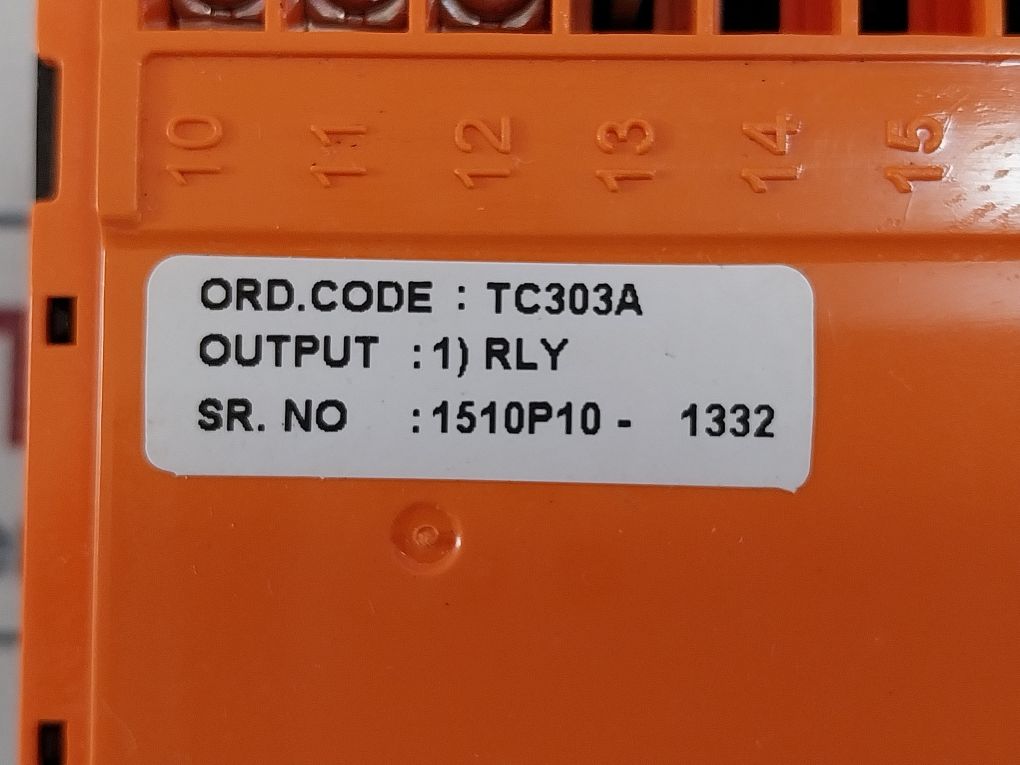 10 11 12 13 14 15
ORD.CODE : TC303A
OUTPUT : 1) RLY
SR. NO : 1510P10 - 1332